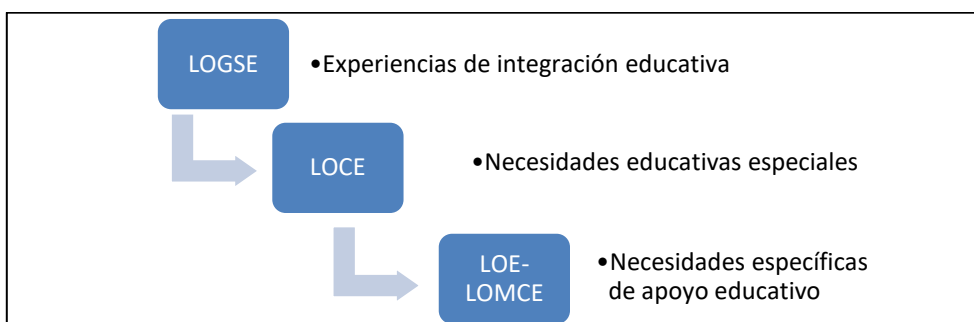 LOGSE
•Experiencias de integración educativa
LOCE
•Necesidades educativas especiales
LOE-
LOMCE
•Necesidades específicas
de apoyo educativo